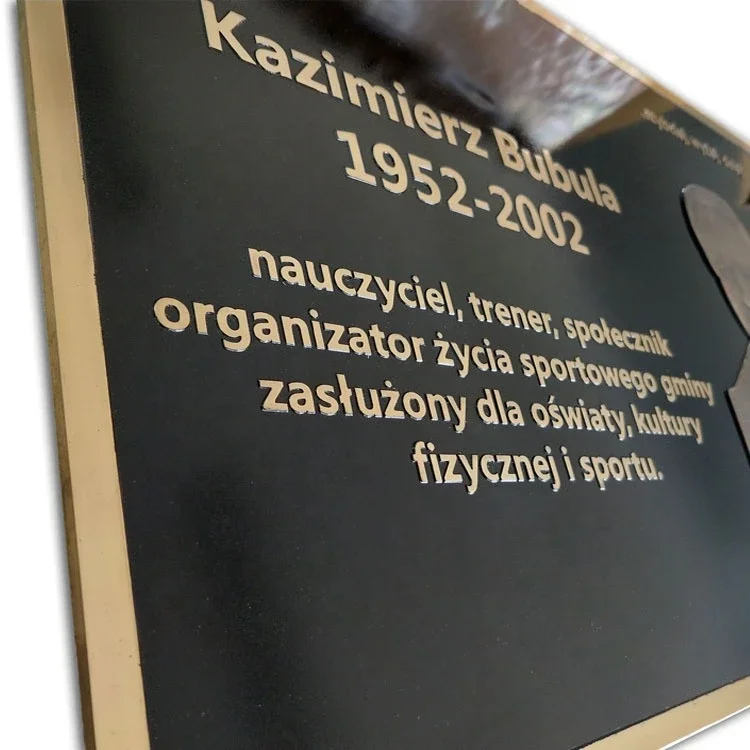 Kazimierz Bubula
1952-2002
nauczyciel, trener, społecznik
organizator życia sportowego gminy
zasłużony dla oświaty, kultury
fizycznej i sportu.